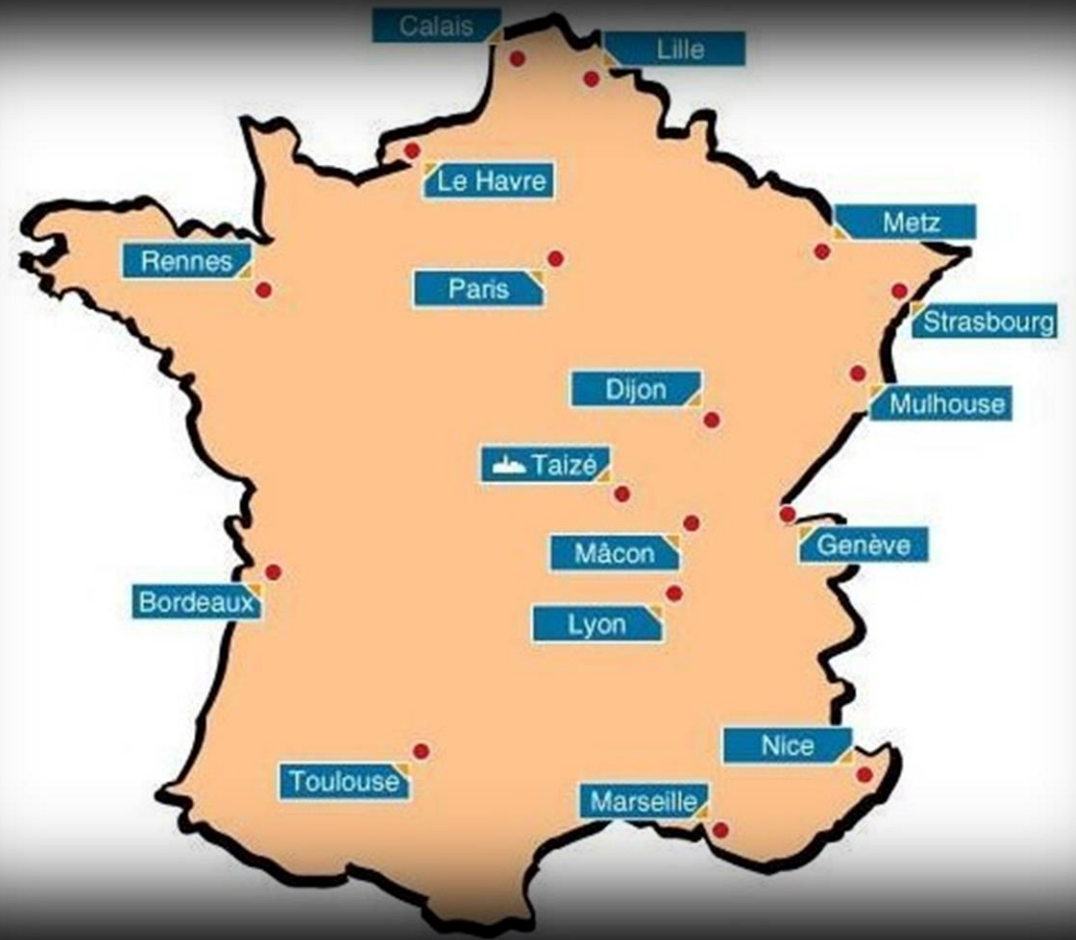 Calais
Lille
Le Havre
Metz
Rennes
Paris
Strasbourg
Dijon
Mulhouse
Taizé
Mâcon
Genève
Bordeaux
Lyon
Nice
Toulouse
Marseille